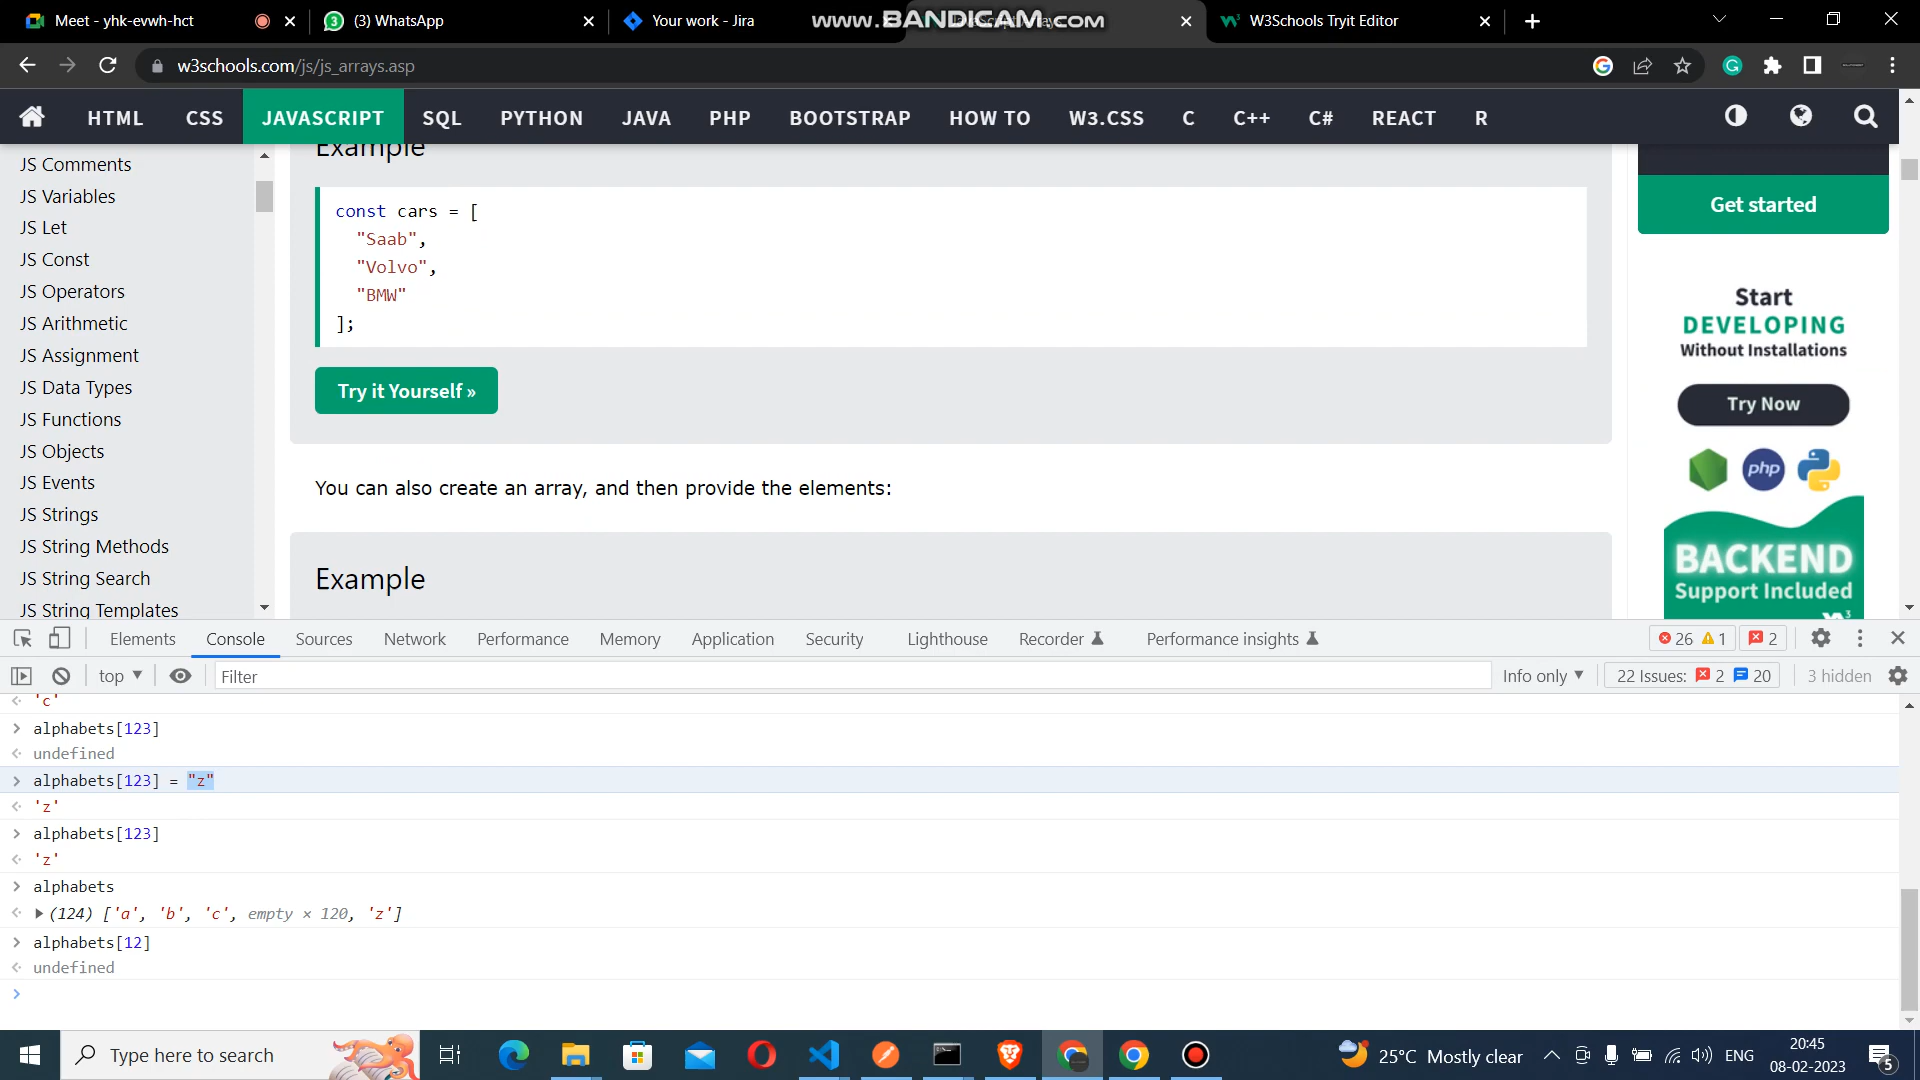 Meet - yhk-evwh-hct
(3) WhatsApp
Your work - Jira
www.BANDICAM.com
W3Schools Tryit Editor
w3schools.com/js/js_arrays.asp
HTML CSS JAVASCRIPT SQL PYTHON JAVA PHP BOOTSTRAP HOW TO W3.CSS C C++ C# REACT R
JS Comments
JS Variables
JS Let
JS Const
JS Operators
JS Arithmetic
JS Assignment
JS Data Types
JS Functions
JS Objects
JS Events
JS Strings
JS String Methods
JS String Search
JS String Templates
Example
const cars = [
"Saab",
"Volvo",
"BMW"
];
Try it Yourself »
You can also create an array, and then provide the elements:
Example
Get started
Start
DEVELOPING
Without Installations
Try Now
php
BACKEND
Support Included
Elements Console Sources Network Performance Memory Application Security Lighthouse Recorder Performance insights 26 1 2
top Filter Info only 22 Issues: 2 20 3 hidden
'c'
alphabets[123]
undefined
alphabets[123] = "z"
'z'
alphabets[123]
'z'
alphabets
(124) ['a', 'b', 'c', empty × 120, 'z']
alphabets[12]
undefined
Type here to search
25°C Mostly clear
ENG
20:45
08-02-2023
5